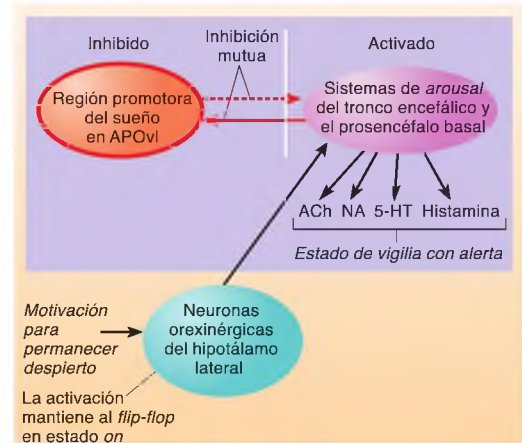 Inhibido
Inhibición
mutua
Activado
Región promotora
del sueño
en APOvl
Sistemas de arousal
del tronco encefálico y
el prosencéfalo basal
ACh NA 5-HT Histamina
Estado de vigilia con alerta
Motivación
para
permanecer
despierto
Neuronas
orexinérgicas
del hipotálamo
lateral
La activación
mantiene al flip-flop
en estado on